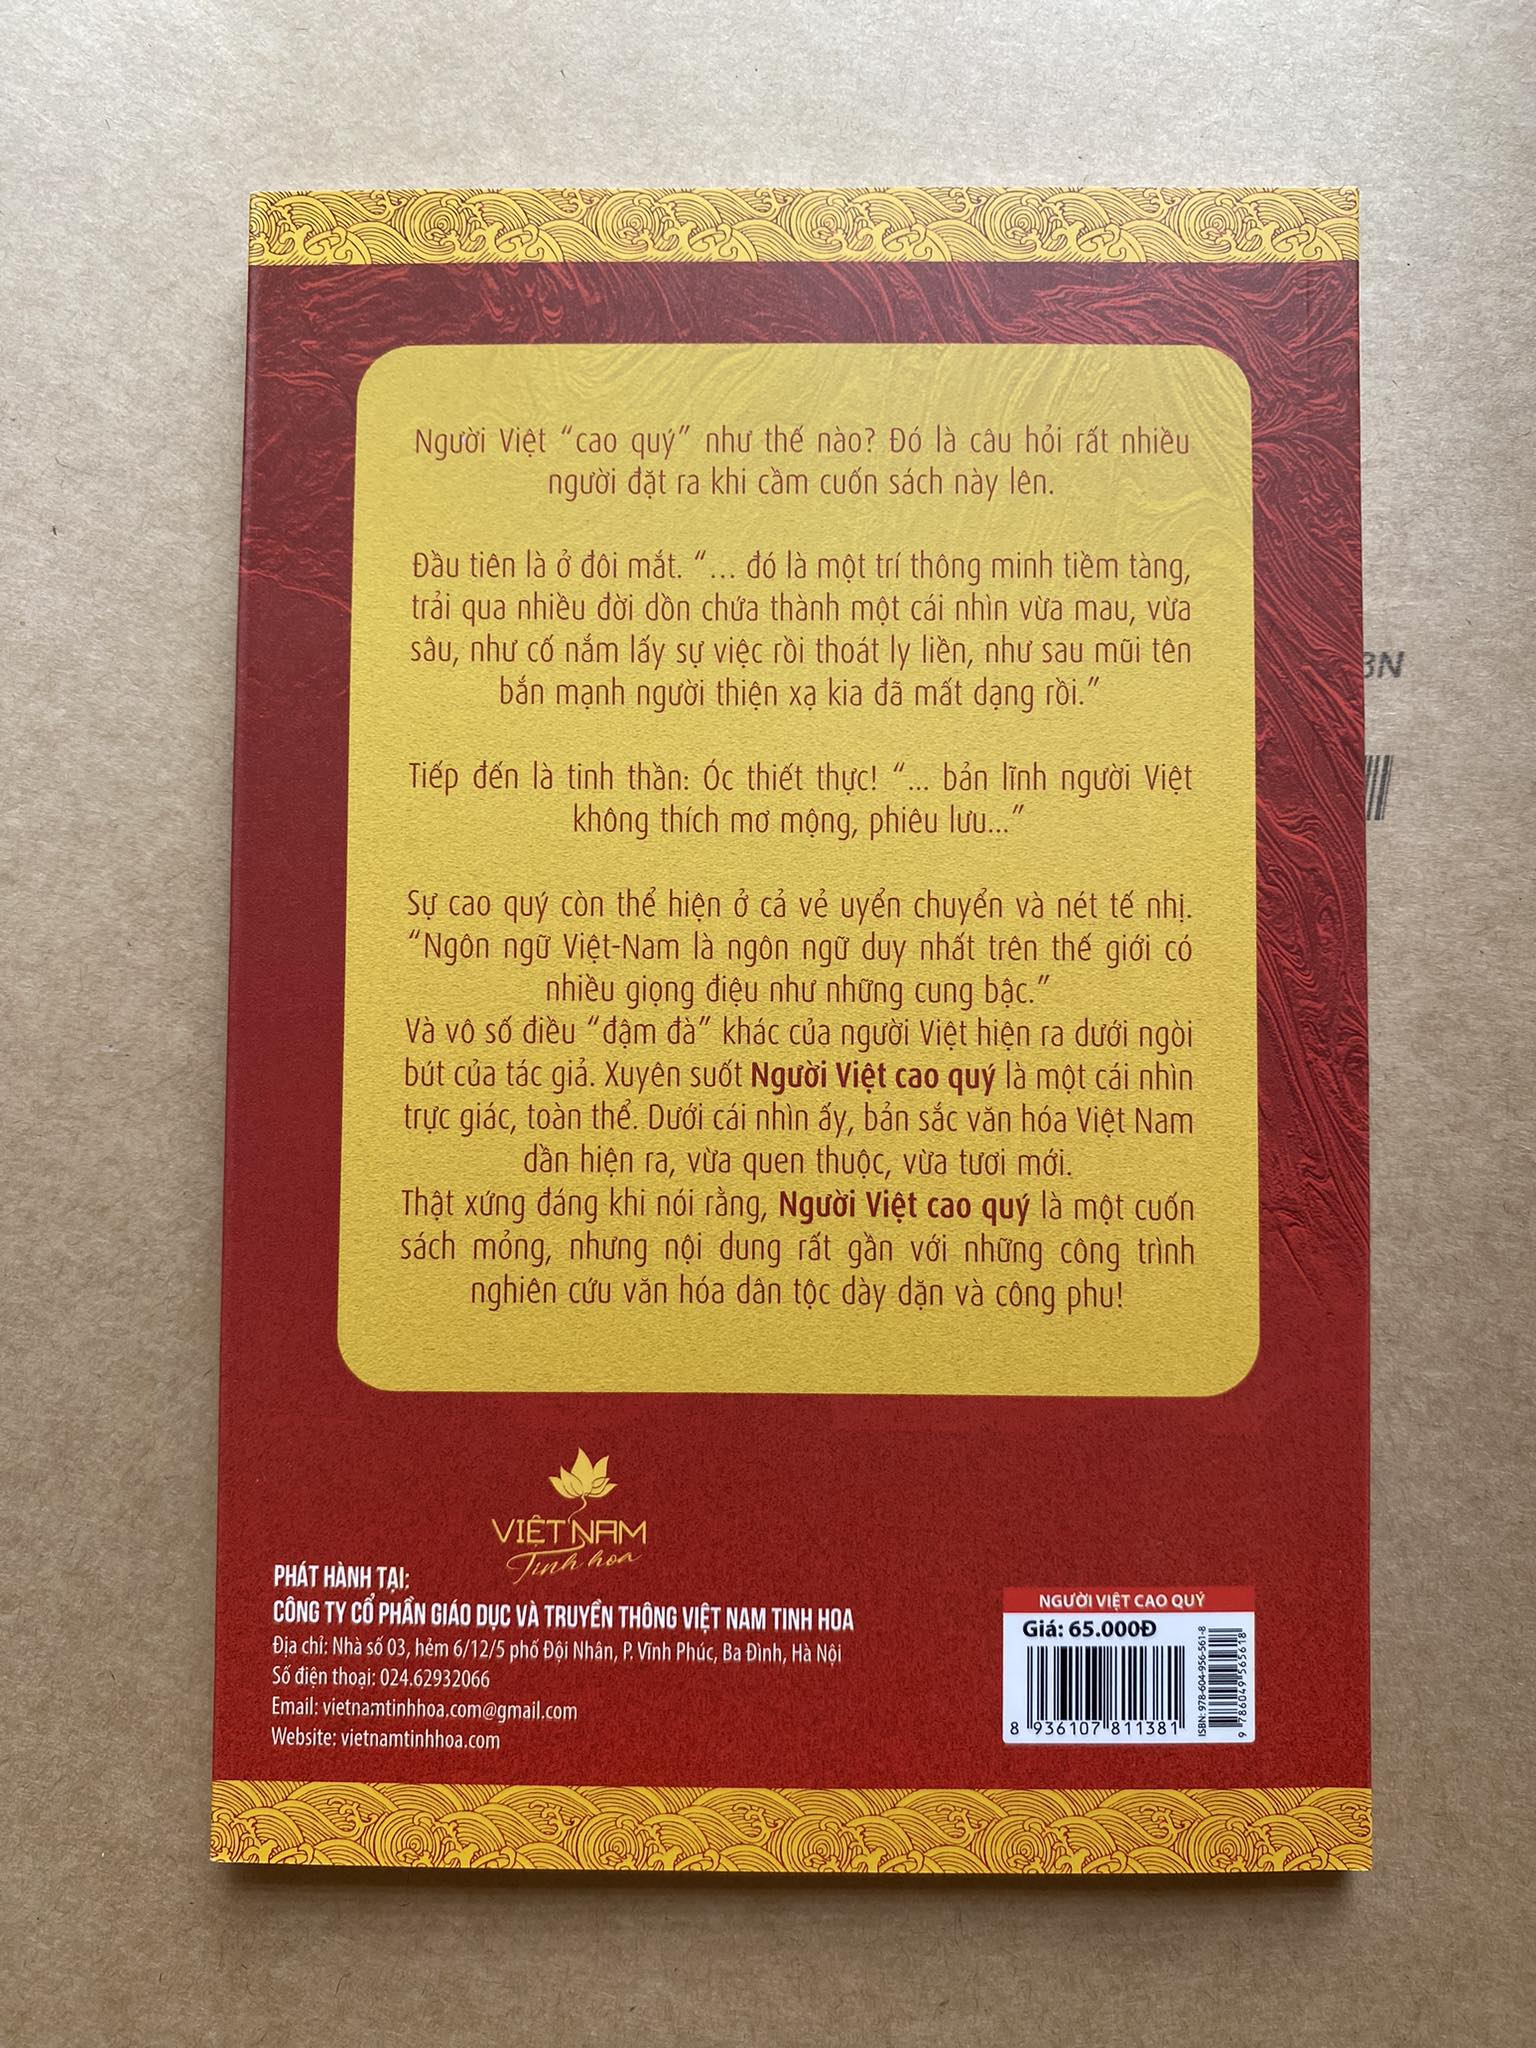 Người Việt “cao quý” như thế nào? Đó là câu hỏi rất nhiều
người đặt ra khi cầm cuốn sách này lên.
Đầu tiên là ở đôi mắt. “... đó là một trí thông minh tiềm tàng,
trải qua nhiều đời dồn chứa thành một cái nhìn vừa mau, vừa
sâu, như cố nắm lấy sự việc rồi thoát ly liền, như sau mũi tên
bắn mạnh người thiện xạ kia đã mất dạng rồi.”
Tiếp đến là tinh thần: Óc thiết thực! “... bản lĩnh người Việt
không thích mơ mộng, phiêu lưu...”
Sự cao quý còn thể hiện ở cả vẻ uyển chuyển và nét tế nhị.
“Ngôn ngữ Việt-Nam là ngôn ngữ duy nhất trên thế giới có
nhiều giọng điệu như những cung bậc.”
Và vô số điều “đậm đà” khác của người Việt hiện ra dưới ngòi
bút của tác giả. Xuyên suốt Người Việt cao quý là một cái nhìn
trực giác, toàn thể. Dưới cái nhìn ấy, bản sắc văn hóa Việt Nam
dần hiện ra, vừa quen thuộc, vừa tươi mới.
Thật xứng đáng khi nói rằng, Người Việt cao quý là một cuốn
sách mỏng, nhưng nội dung rất gần với những công trình
nghiên cứu văn hóa dân tộc dày dặn và công phu!
VIỆT NAM
Tinh hoa
PHÁT HÀNH TẠI:
CÔNG TY CỔ PHẦN GIÁO DỤC VÀ TRUYỀN THÔNG VIỆT NAM TINH HOA
Địa chỉ: Nhà số 03, hẻm 6/12/5 phố Đội Nhân, P. Vĩnh Phúc, Ba Đình, Hà Nội
Số điện thoại: 024.62932066
Email: vietnamtinhhoa.com@gmail.com
Website: vietnamtinhhoa.com
NGƯỜI VIỆT CAO QUÝ
Giá: 65.000Đ
8 936107 811381
ISBN: 978-604-956-561-8
9 786049 565618